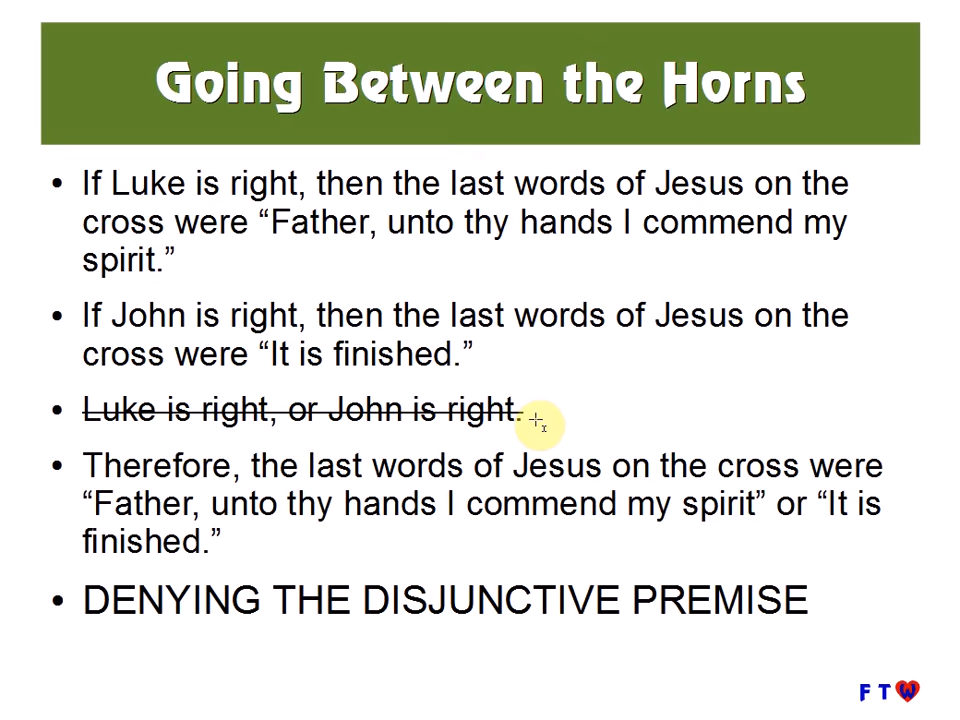 Going Between the Horns
• If Luke is right, then the last words of Jesus on the
cross were “Father, unto thy hands I commend my
spirit.”
• If John is right, then the last words of Jesus on the
cross were “It is finished.”
• Luke is right, or John is right.
• Therefore, the last words of Jesus on the cross were
“Father, unto thy hands I commend my spirit” or “It is
finished.”
• DENYING THE DISJUNCTIVE PREMISE
F T W